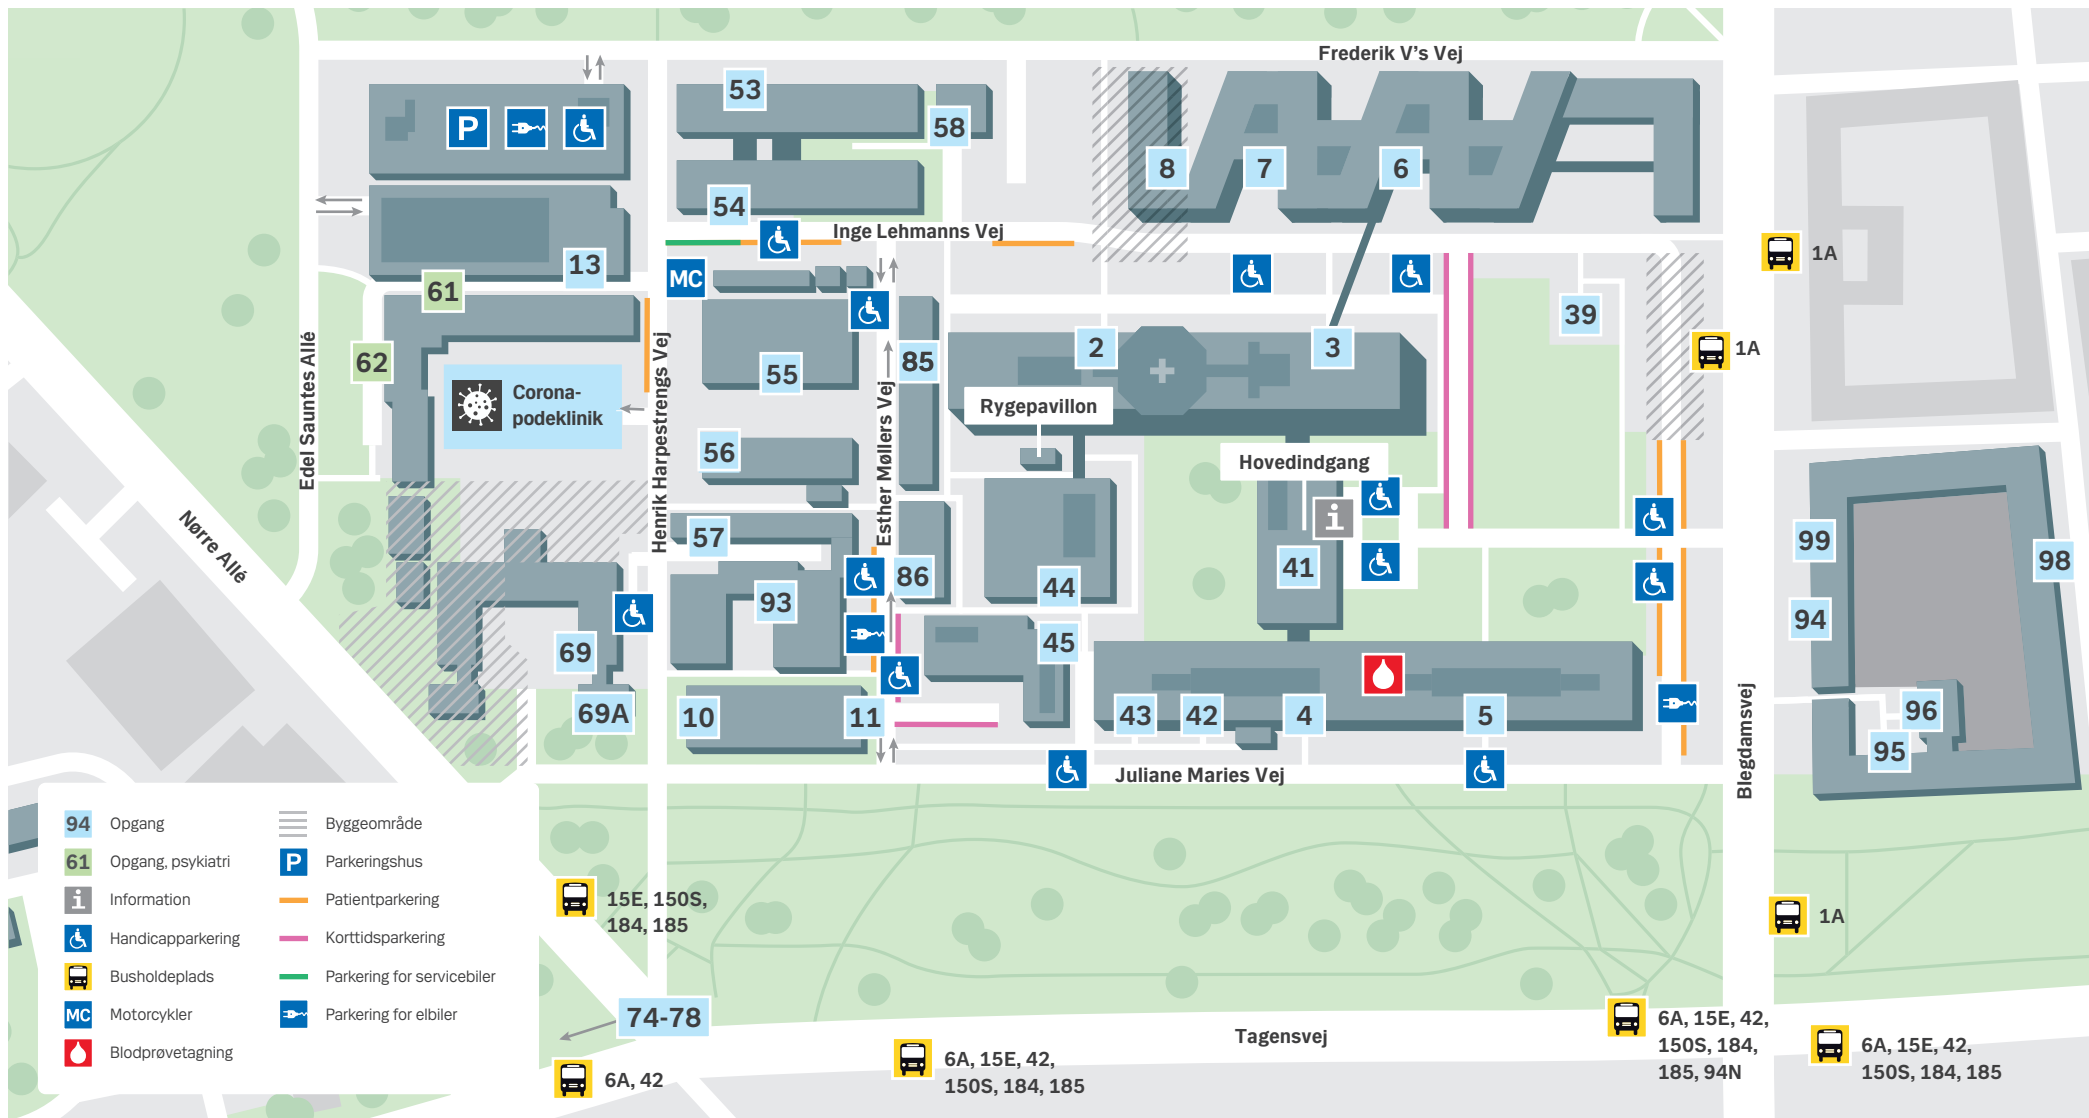 Frederik V's Vej
53
58
P
8
7
6
54
Inge Lehmanns Vej
1A
13
MC
61
39
Edel Sauntes Allé
62
Henrik Harpestrengs Vej
55
85
2
3
1A
Corona-
podeklinik
Rygepavillon
Esther Møllers Vej
56
Hovedindgang
i
Nørre Allé
57
99
98
86
41
44
93
94
45
69
69A
10
11
43
42
4
5
96
95
Blegdamsvej
Juliane Maries Vej
94 Opgang
61 Opgang, psykiatri
i Information
Handicapparkering
Busholdeplads
MC Motorcykler
Blodprøvetagning
Byggeområde
P Parkeringshus
Patientparkering
Korttidsparkering
Parkering for servicebiler
Parkering for elbiler
15E, 150S,
184, 185
1A
74-78
Tagensvej
6A, 42
6A, 15E, 42,
150S, 184, 185
6A, 15E, 42,
150S, 184,
185, 94N
6A, 15E, 42,
150S, 184, 185